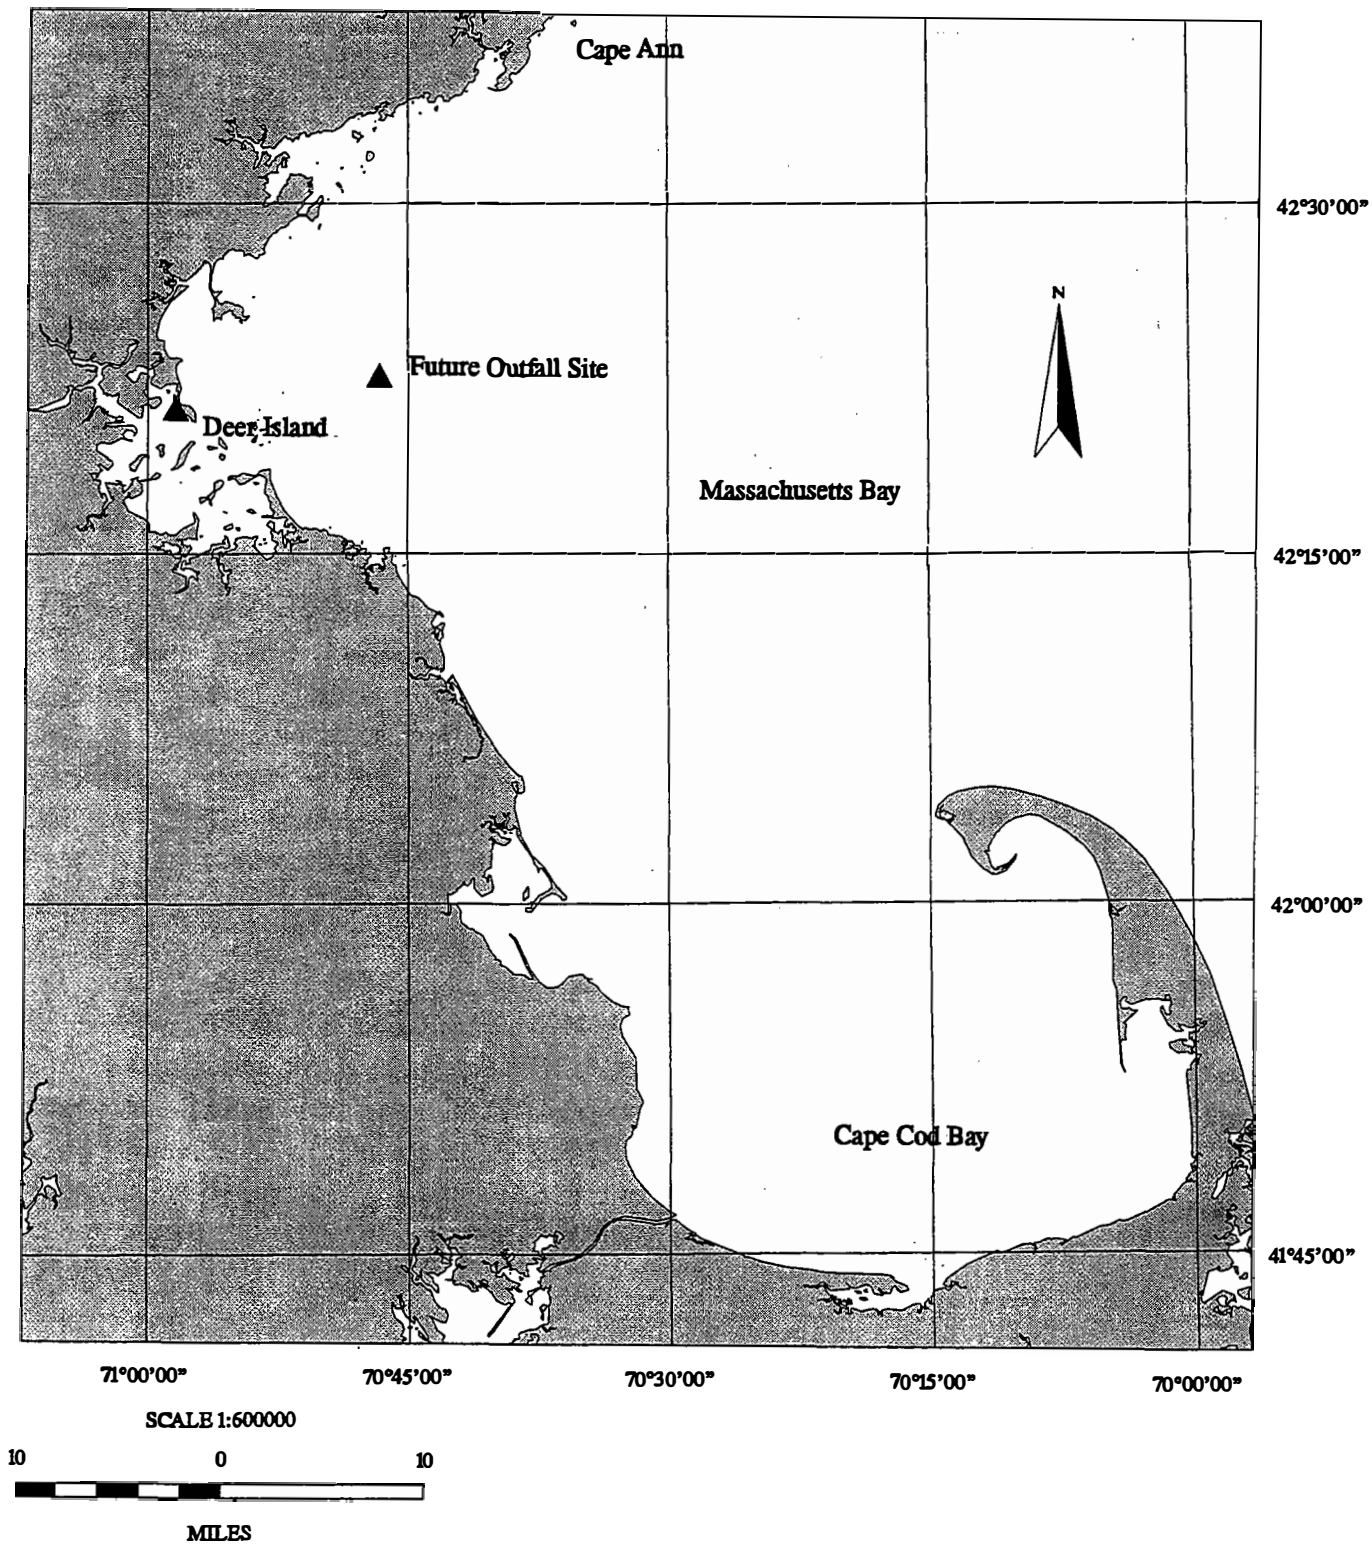 Cape Ann
42°30'00"
N
Future Outfall Site
Deer Island
Massachusetts Bay
42°15'00"
42°00'00"
Cape Cod Bay
41°45'00"
71°00'00" 70°45'00" 70°30'00" 70°15'00" 70°00'00"
SCALE 1:600000
10 0 10
MILES